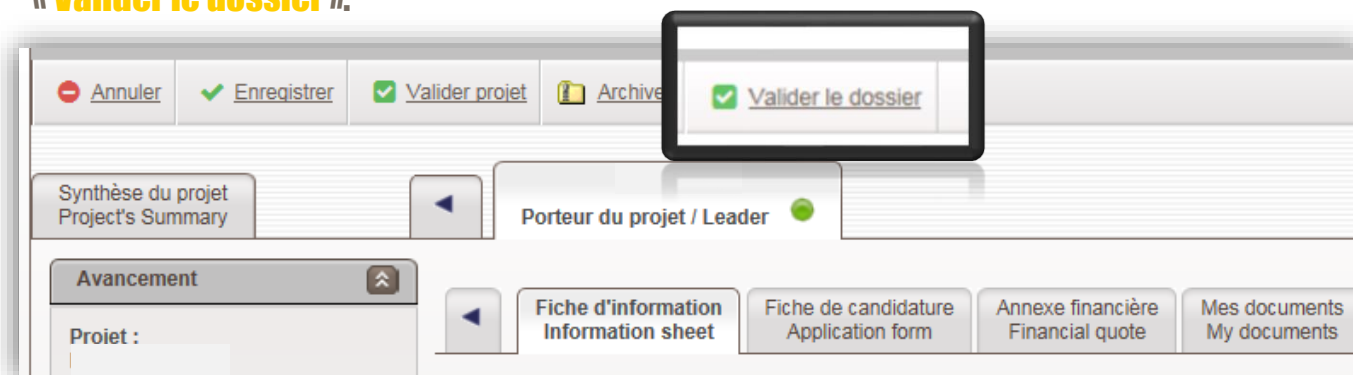 « Valider le dossier ».
Annuler Enregistrer Valider projet Archive Valider le dossier
Synthèse du projet
Project's Summary
Porteur du projet / Leader
Avancement
Fiche d'information Fiche de candidature Annexe financière Mes documents
Information sheet Application form Financial quote My documents
Projet :